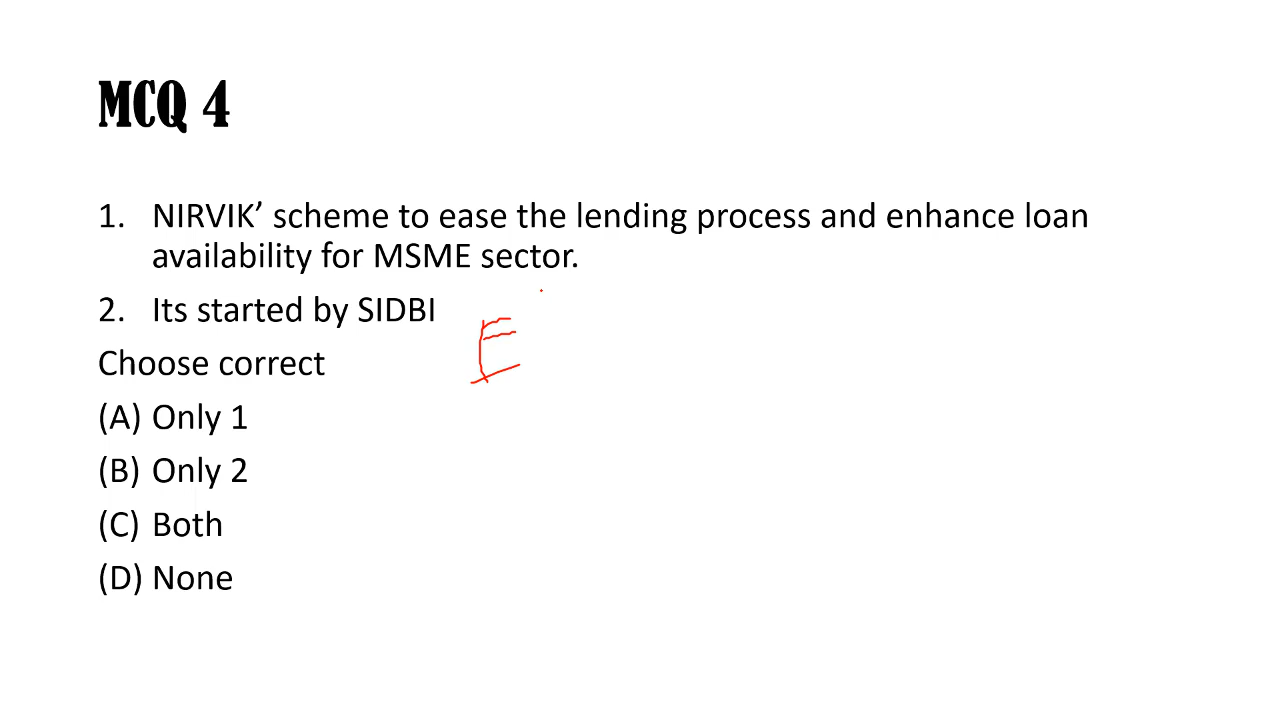 MCQ 4
1. NIRVIK’ scheme to ease the lending process and enhance loan
availability for MSME sector.
2. Its started by SIDBI
E
Choose correct
(A) Only 1
(B) Only 2
(C) Both
(D) None